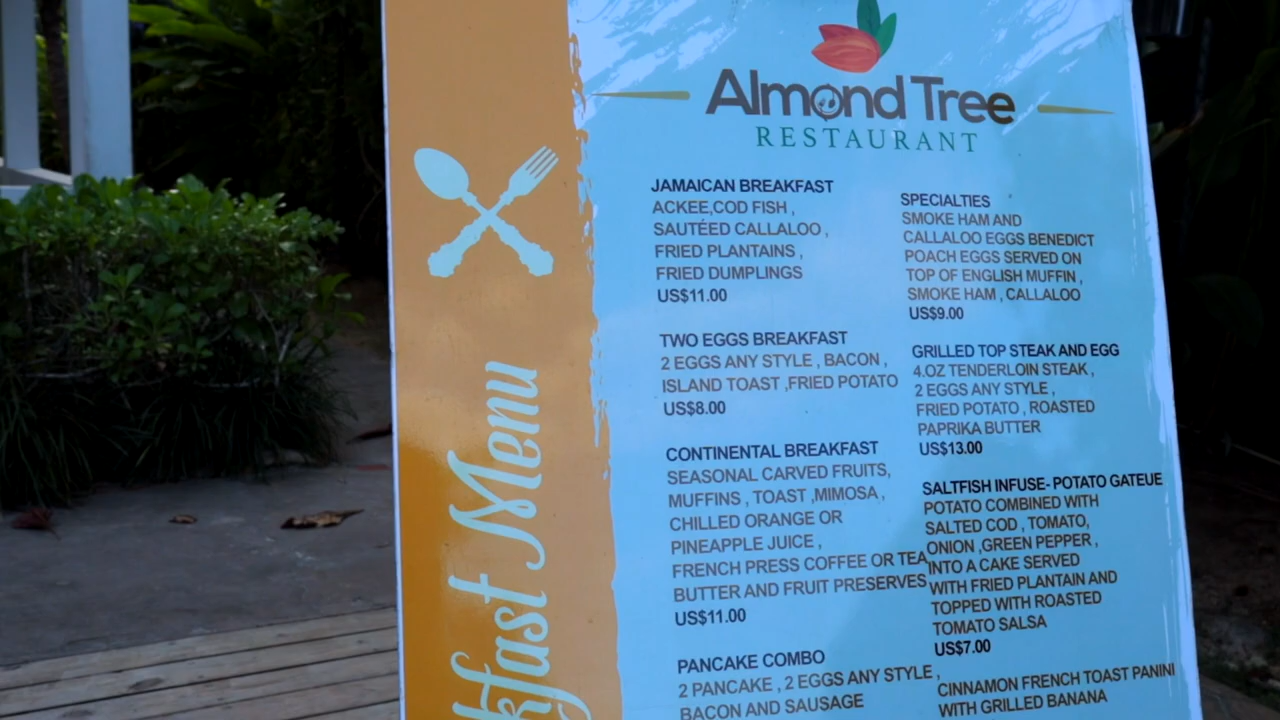 Almond Tree
RESTAURANT
JAMAICAN BREAKFAST
ACKEE,COD FISH ,
SAUTÉED CALLALOO ,
FRIED PLANTAINS ,
FRIED DUMPLINGS
US$11.00
TWO EGGS BREAKFAST
2 EGGS ANY STYLE , BACON ,
ISLAND TOAST ,FRIED POTATO
US$8.00
CONTINENTAL BREAKFAST
SEASONAL CARVED FRUITS,
MUFFINS , TOAST ,MIMOSA ,
CHILLED ORANGE OR
PINEAPPLE JUICE ,
FRENCH PRESS COFFEE OR TEA
BUTTER AND FRUIT PRESERVES
US$11.00
PANCAKE COMBO
2 PANCAKE , 2 EGGS ANY STYLE ,
BACON AND SAUSAGE
SPECIALTIES
SMOKE HAM AND
CALLALOO EGGS BENEDICT
POACH EGGS SERVED ON
TOP OF ENGLISH MUFFIN ,
SMOKE HAM , CALLALOO
US$9.00
GRILLED TOP STEAK AND EGG
4.OZ TENDERLOIN STEAK ,
2 EGGS ANY STYLE ,
FRIED POTATO , ROASTED
PAPRIKA BUTTER
US$13.00
SALTFISH INFUSE- POTATO GATEUE
POTATO COMBINED WITH
SALTED COD , TOMATO,
ONION ,GREEN PEPPER ,
INTO A CAKE SERVED
WITH FRIED PLANTAIN AND
TOPPED WITH ROASTED
TOMATO SALSA
US$7.00
CINNAMON FRENCH TOAST PANINI
WITH GRILLED BANANA
kfast Menu